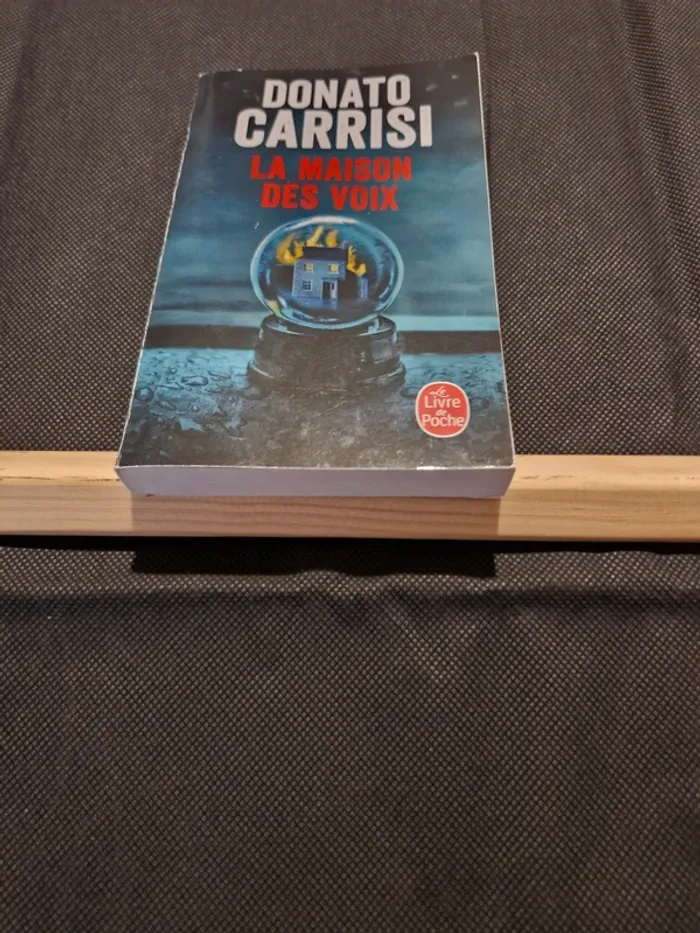 DONATO
CARRISI
LA MAISON
DES VOIX
Le
Livre
de
Poche